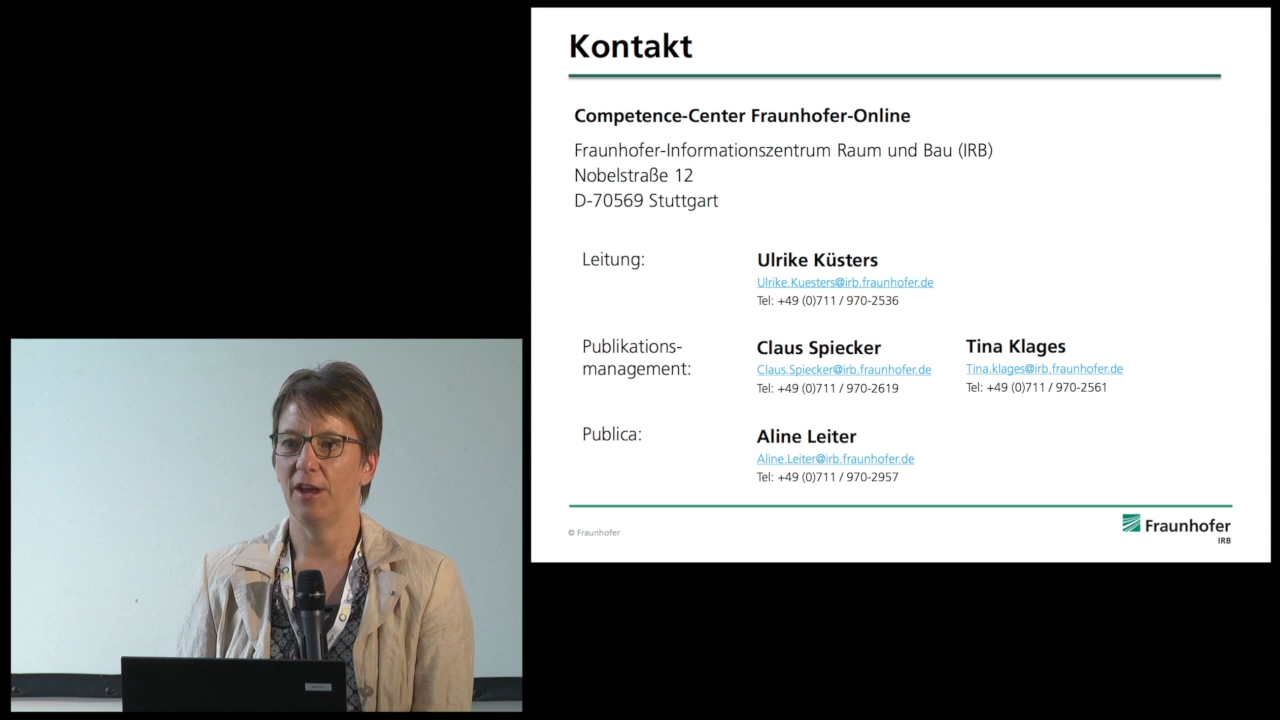 Kontakt
Competence-Center Fraunhofer-Online
Fraunhofer-Informationszentrum Raum und Bau (IRB)
Nobelstraße 12
D-70569 Stuttgart
Leitung:
Ulrike Küsters
Ulrike.Kuesters@irb.fraunhofer.de
Tel: +49 (0)711 / 970-2536
Publikations-
management:
Claus Spiecker
Claus.Spiecker@irb.fraunhofer.de
Tel: +49 (0)711 / 970-2619
Tina Klages
Tina.klages@irb.fraunhofer.de
Tel: +49 (0)711 / 970-2561
Publica:
Aline Leiter
Aline.Leiter@irb.fraunhofer.de
Tel: +49 (0)711 / 970-2957
© Fraunhofer
Fraunhofer
IRB